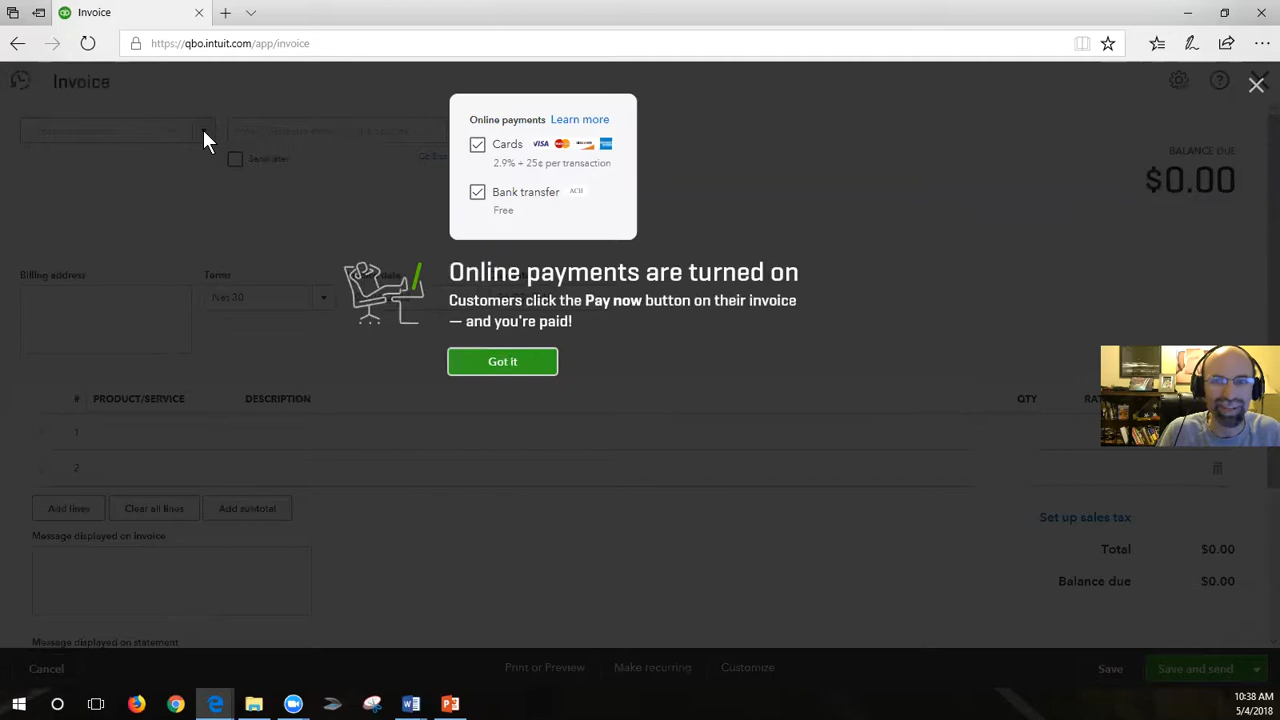 Invoice
https://qbo.intuit.com/app/invoice
Invoice
Online payments Learn more
Cards VISA
2.9% + 25¢ per transaction
Bank transfer ACH
Free
Send later
BALANCE DUE
$0.00
Billing address
Terms
Net 30
Online payments are turned on
Customers click the Pay now button on their invoice
— and you're paid!
Got it
# PRODUCT/SERVICE DESCRIPTION QTY
1
2
Add lines Clear all lines Add subtotal
Set up sales tax
Message displayed on invoice
Total $0.00
Balance due $0.00
Message displayed on statement
Cancel Print or Preview Make recurring Customize Save Save and send
10:38 AM
5/4/2018